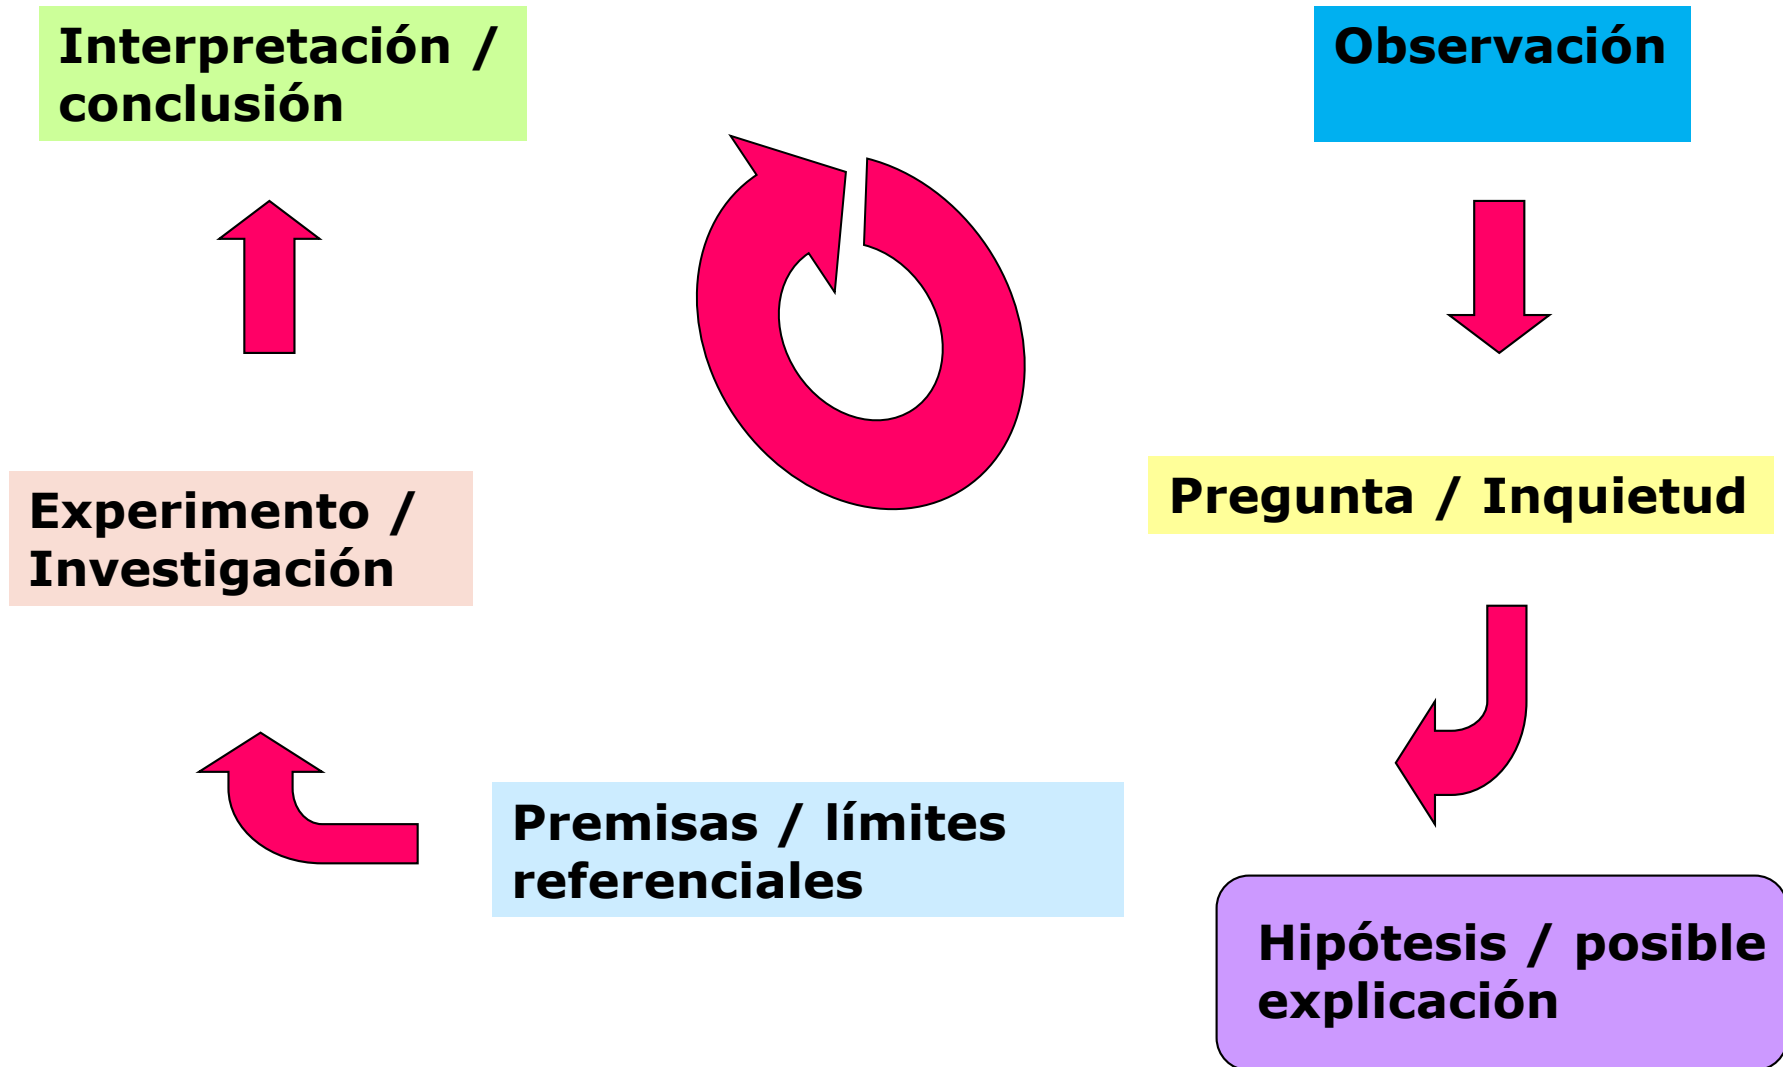 Interpretación /
conclusión
Observación
Experimento /
Investigación
Pregunta / Inquietud
Premisas / límites
referenciales
Hipótesis / posible
explicación